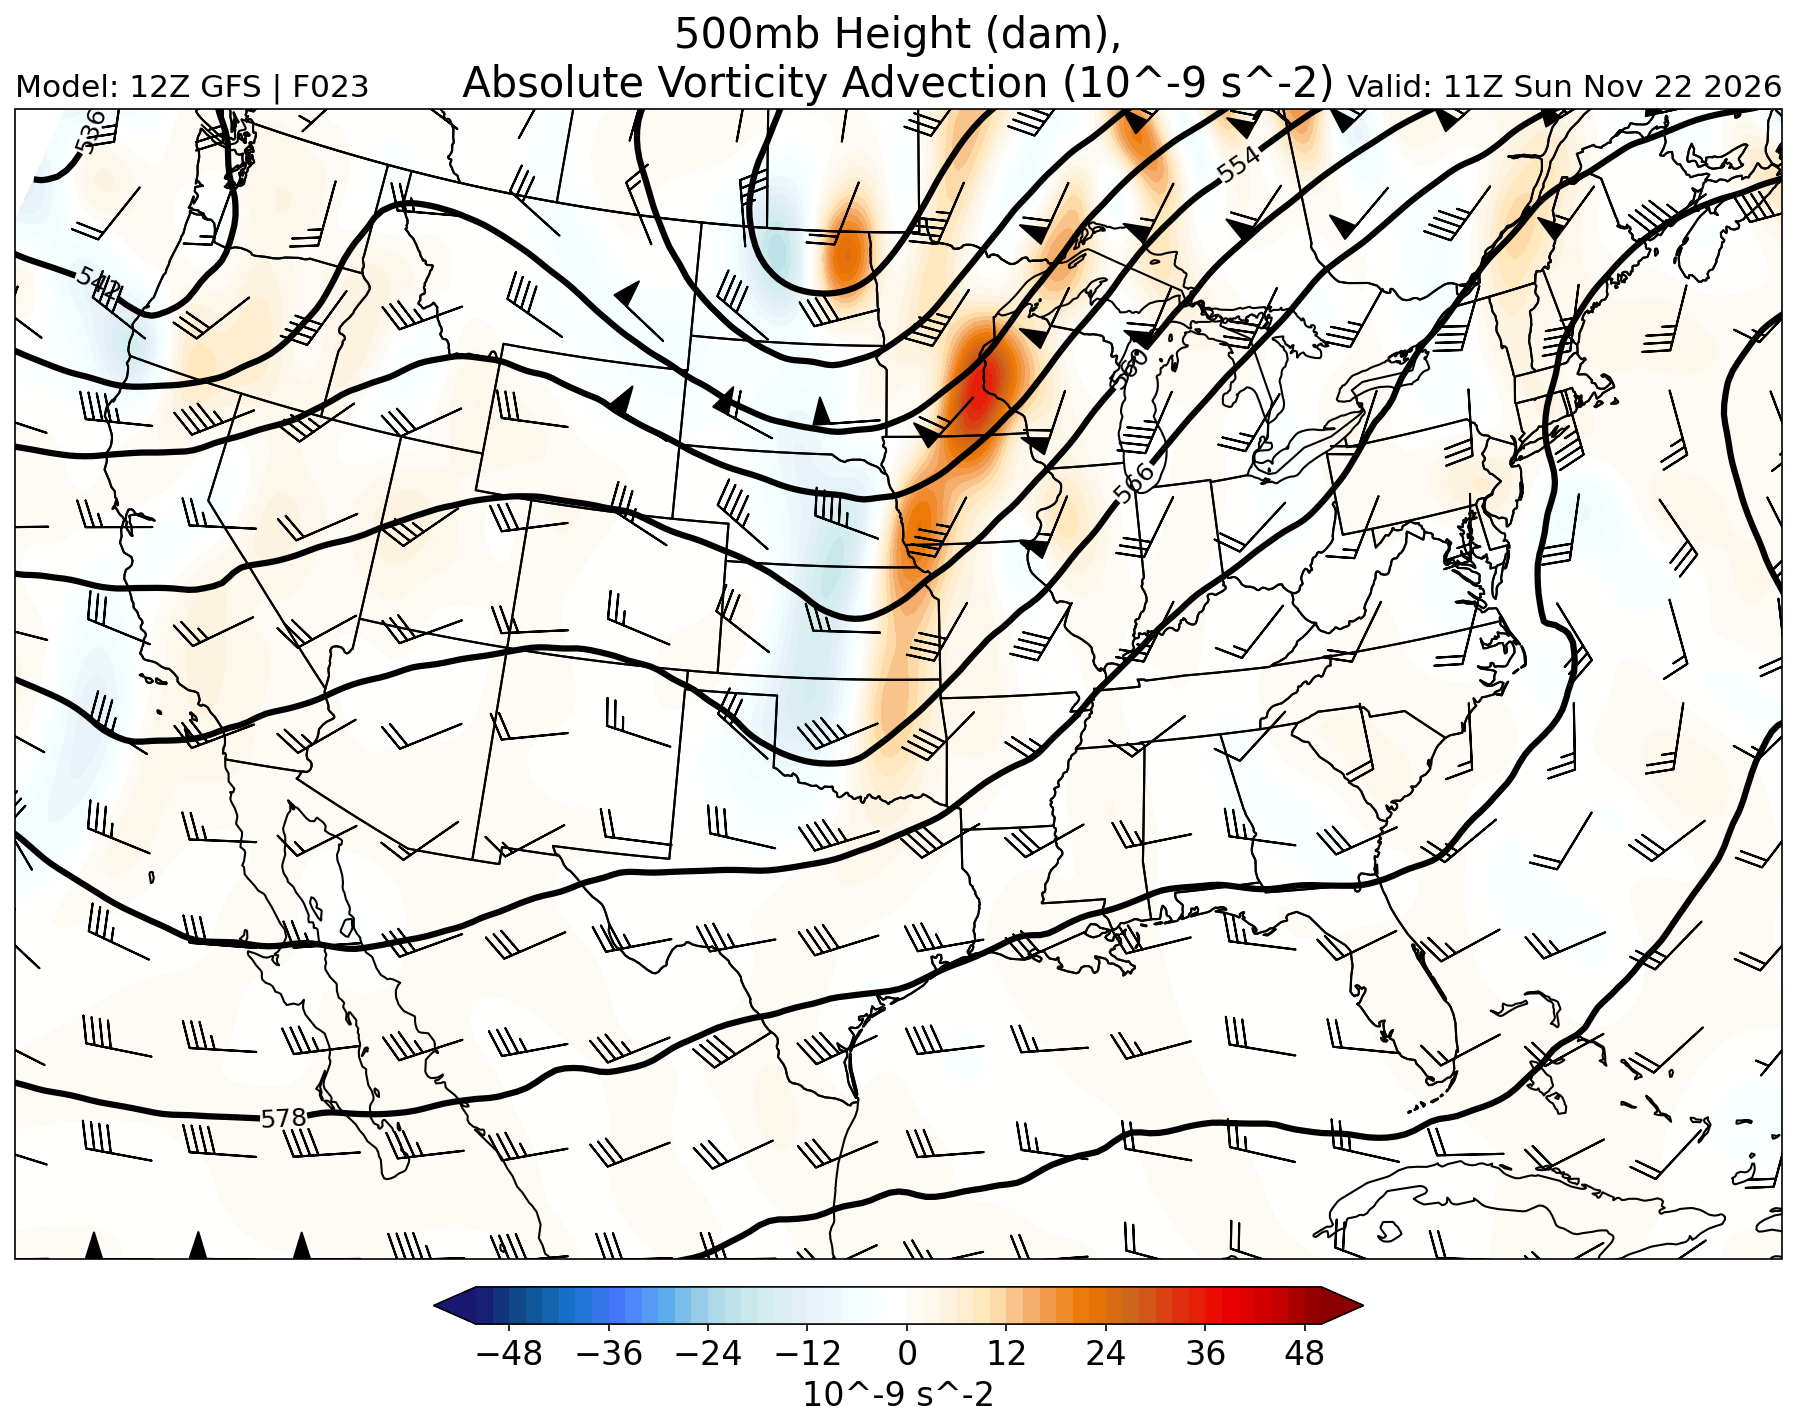 500mb Height (dam),
Model: 12Z GFS | F023
Absolute Vorticity Advection (10^-9 s^-2)
Valid: 11Z Sun Nov 22 2026
536
554
542
560
566
578
−48 −36 −24 −12 0 12 24 36 48
10^-9 s^-2